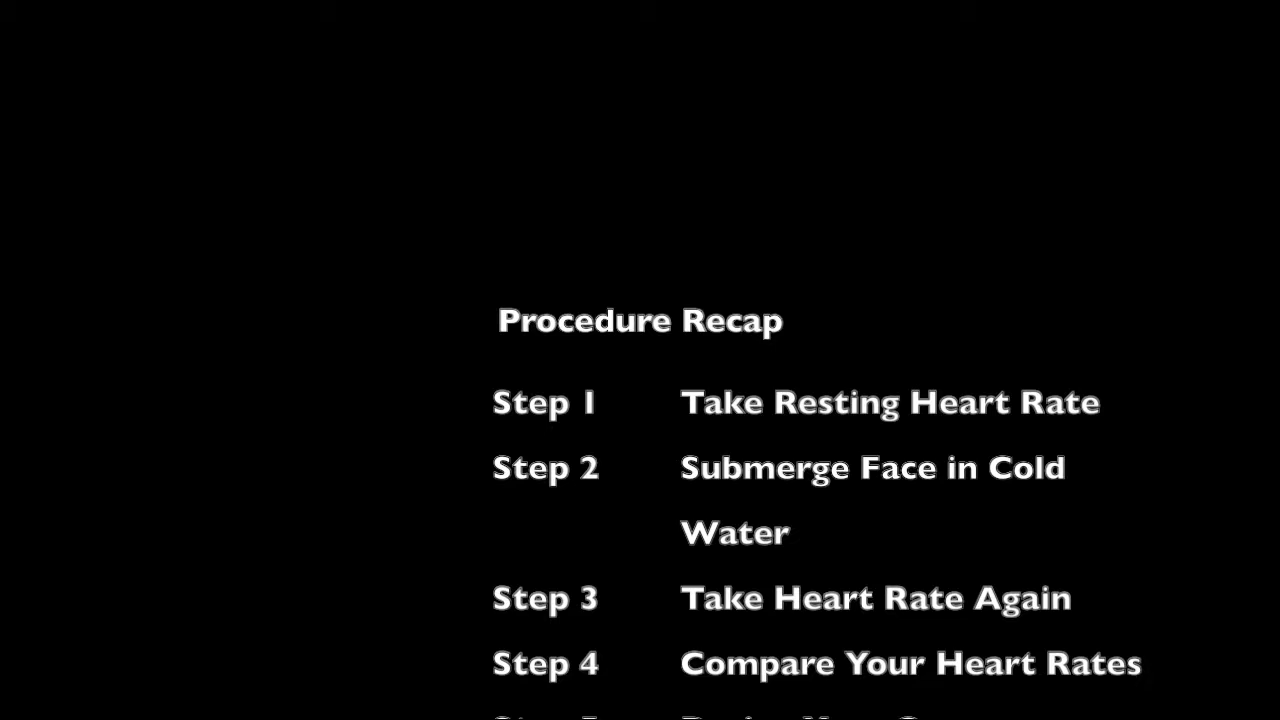 Procedure Recap
Step 1 Take Resting Heart Rate
Step 2 Submerge Face in Cold
Water
Step 3 Take Heart Rate Again
Step 4 Compare Your Heart Rates